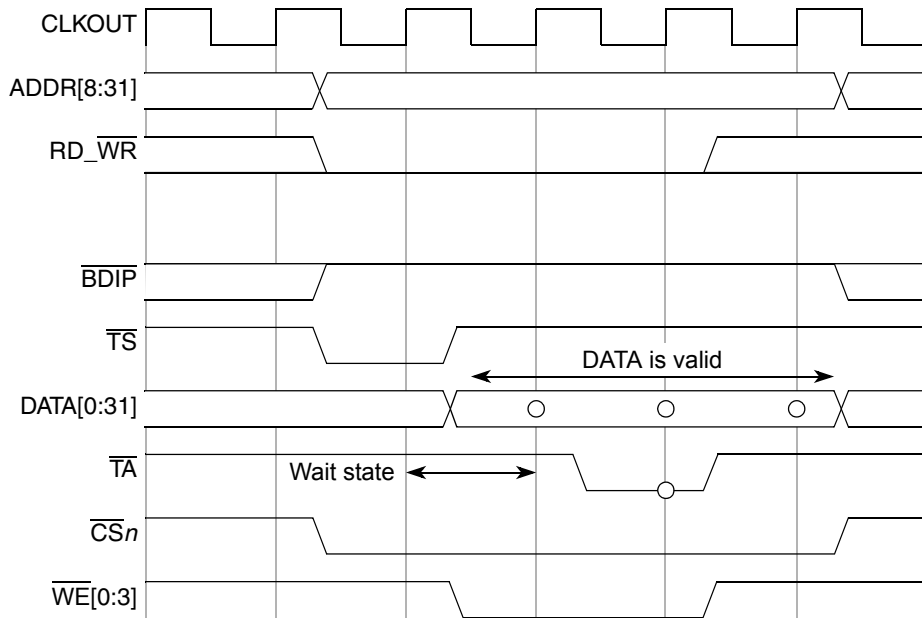 CLKOUT
ADDR[8:31]
RD_WR
BDIP
TS
DATA is valid
DATA[0:31]
TA
Wait state
CSn
WE[0:3]